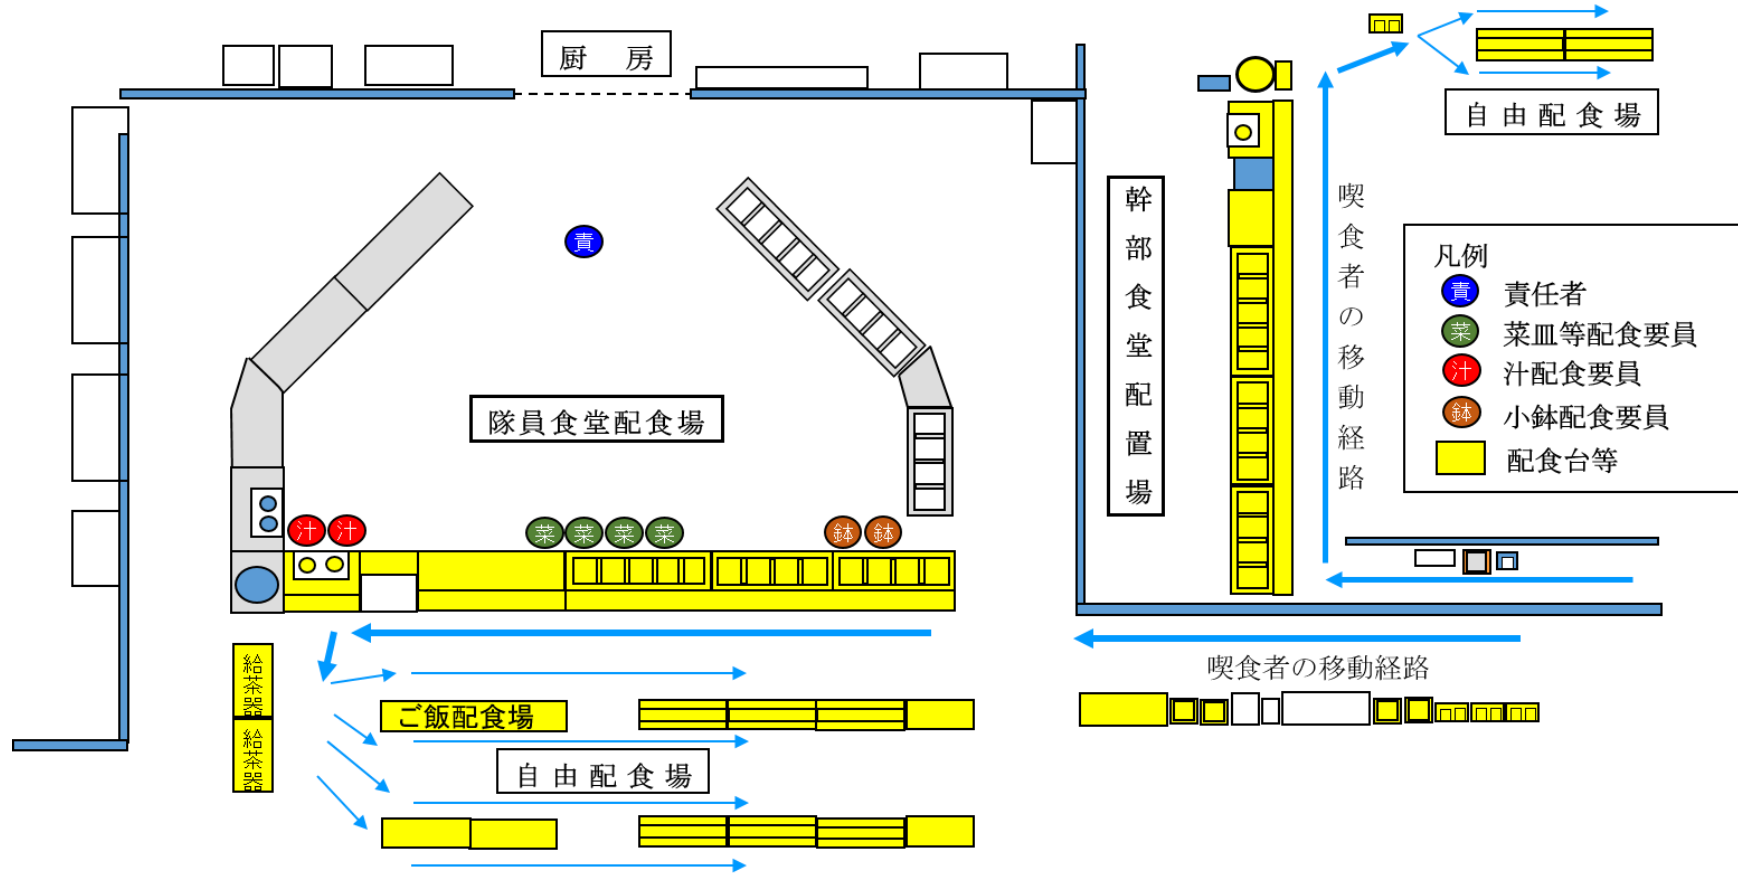 厨 房
自由配食場
責
幹部食堂配置場
喫食者の移動経路
凡例
責 責任者
菜 菜皿等配食要員
汁 汁配食要員
鉢 小鉢配食要員
配食台等
隊員食堂配食場
汁 汁 菜 菜 菜 菜 鉢 鉢
喫食者の移動経路
給茶器
給茶器
ご飯配食場
自由配食場